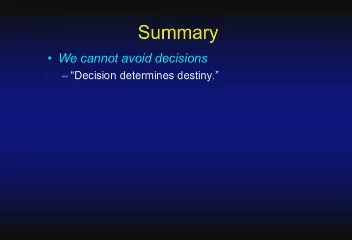 Summary
• We cannot avoid decisions
– “Decision determines destiny.”